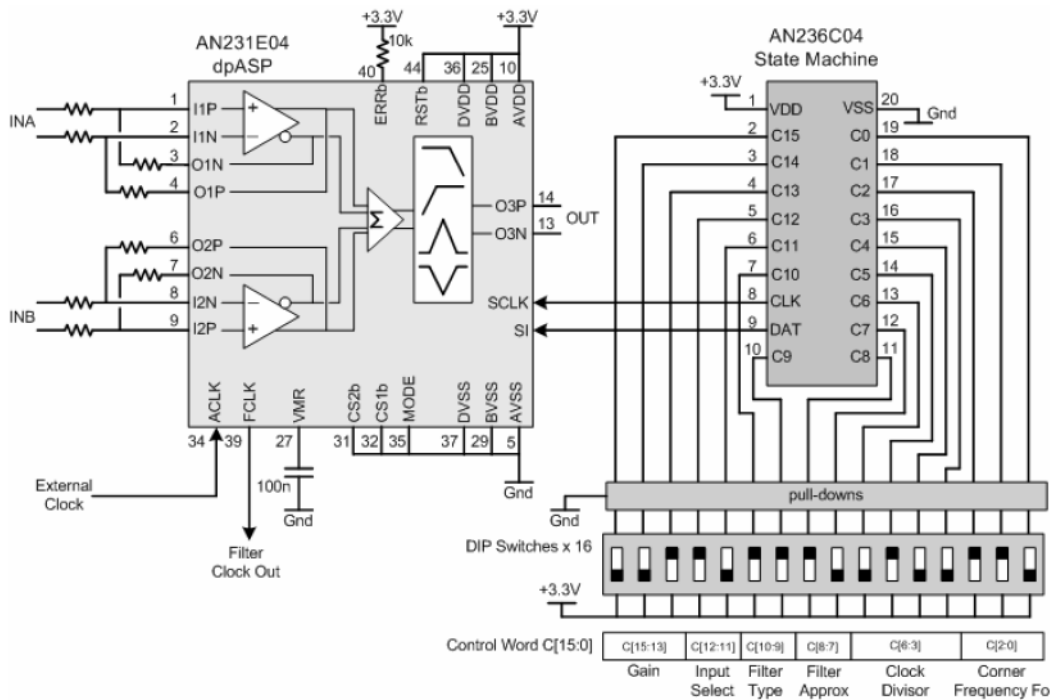 +3.3V
+3.3V
AN231E04
dpASP
10k
40
44
36
25
10
ERRb
RSTb
DVDD
BVDD
AVDD
INA
1
I1P
2
I1N
3
O1N
4
O1P
6
O2P
7
O2N
INB
8
I2N
9
I2P
Σ
O3P
14
O3N
13
OUT
SCLK
SI
ACLK
FCLK
VMR
CS2b
CS1b
MODE
DVSS
BVSS
AVSS
34
39
27
31
32
35
37
29
5
External
Clock
100n
Gnd
Gnd
Filter
Clock Out
AN236C04
State Machine
+3.3V
1
VDD
VSS
20
Gnd
2
C15
C0
19
3
C14
C1
18
4
C13
C2
17
5
C12
C3
16
6
C11
C4
15
7
C10
C5
14
8
CLK
C6
13
9
DAT
C7
12
10
C9
C8
11
pull-downs
Gnd
DIP Switches x 16
+3.3V
Control Word C[15:0]
C[15:13]
C[12:11]
C[10:9]
C[8:7]
C[6:3]
C[2:0]
Gain
Input
Select
Filter
Type
Filter
Approx
Clock
Divisor
Corner
Frequency Fo